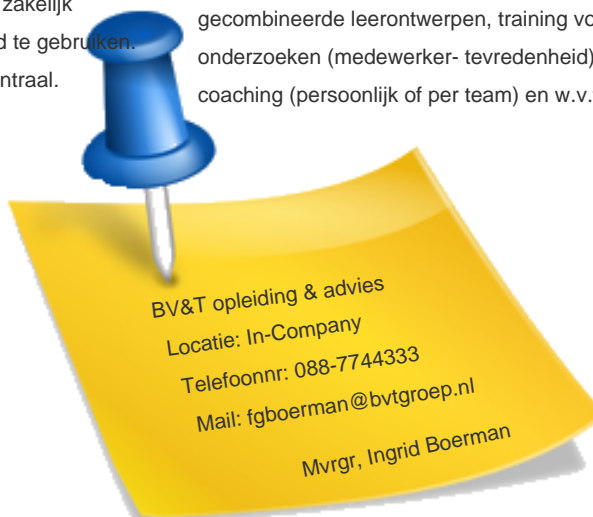 zakelijk
te gebruiken.
ntraal.
gecombineerde leerontwerpen, training
onderzoeken (medewerker- tevredenheid)
coaching (persoonlijk of per team) en w.v.
BV&T opleiding & advies
Locatie: In-Company
Telefoonnr: 088-7744333
Mail: fgboerman@bvtgroep.nl
Mvrgr, Ingrid Boerman